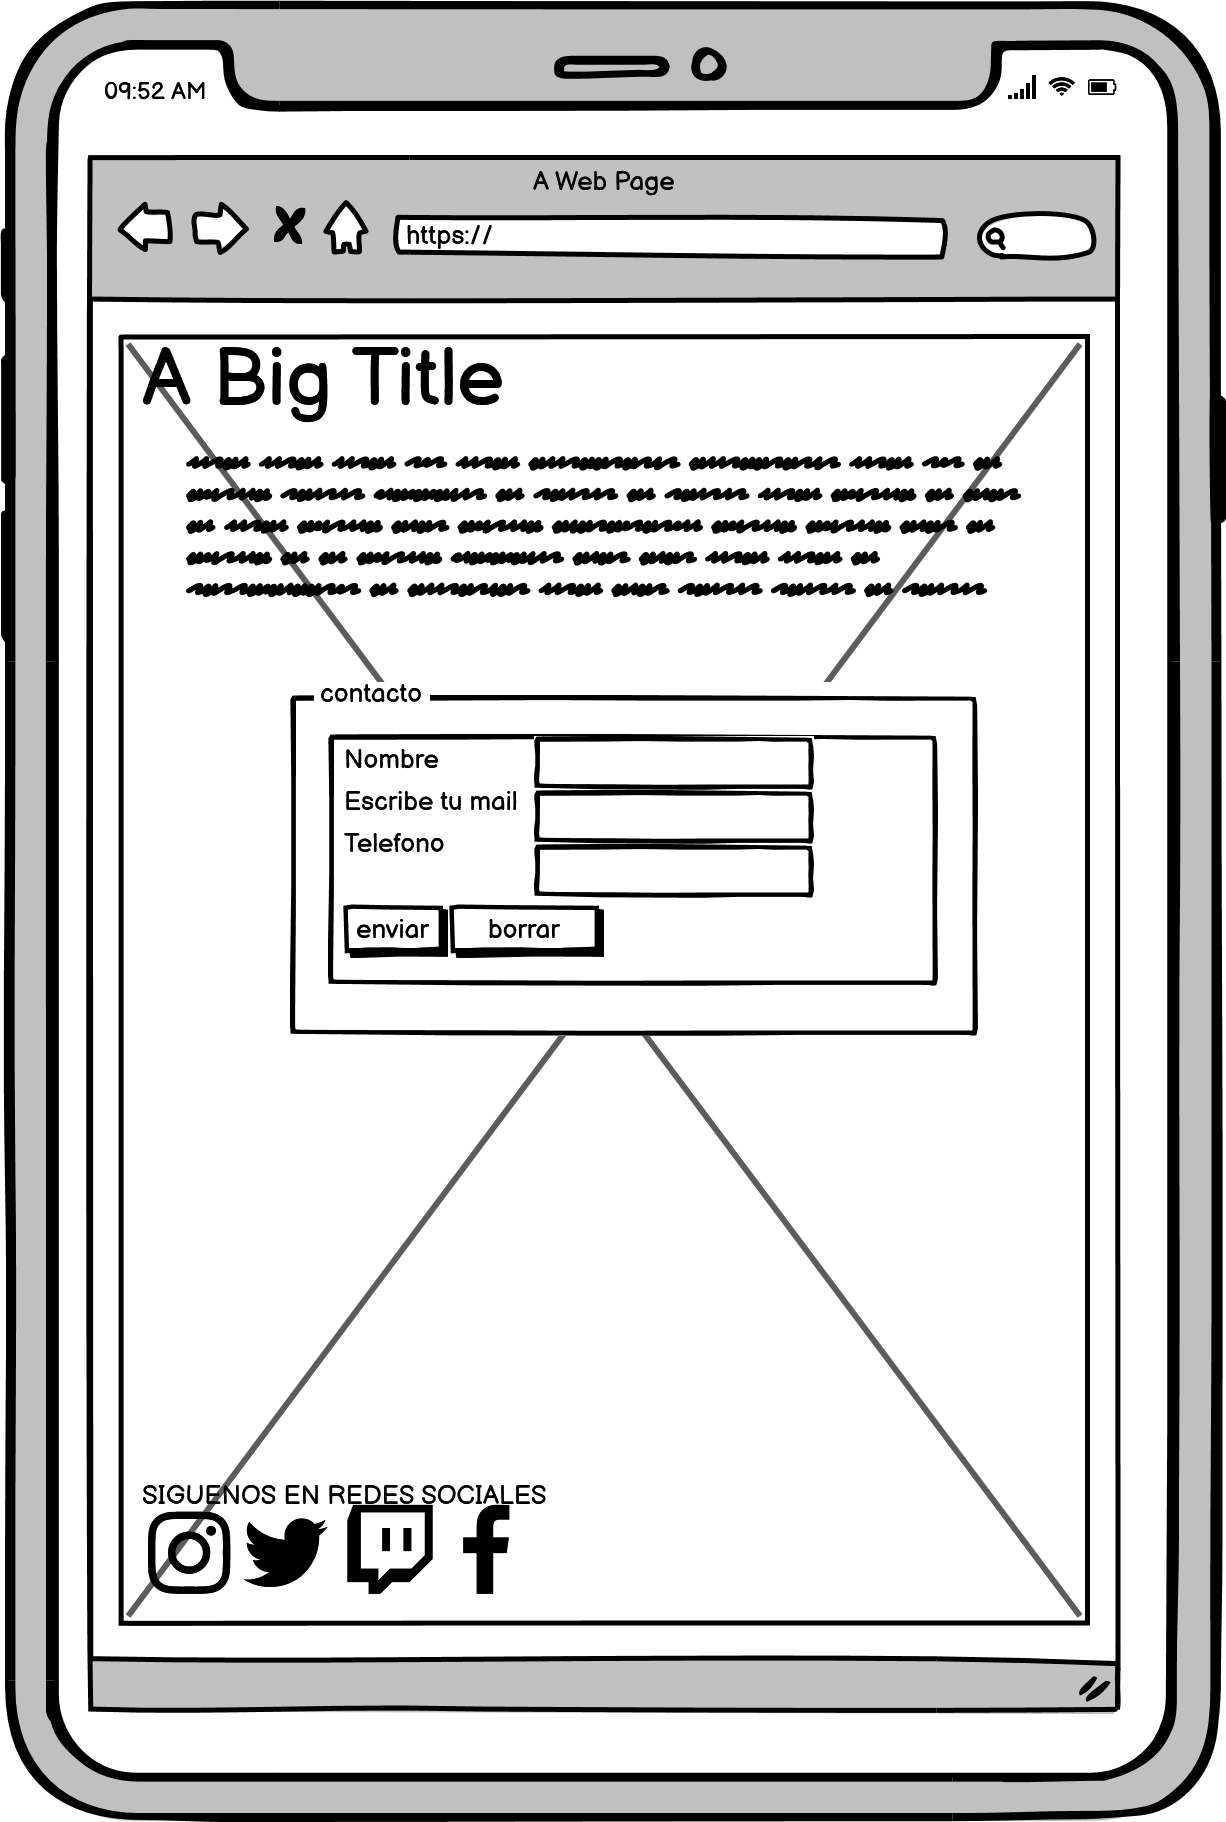 09:52 AM
A Web Page
https://
A Big Title
contacto
Nombre
Escribe tu mail
Telefono
enviar borrar
SIGUENOS EN REDES SOCIALES